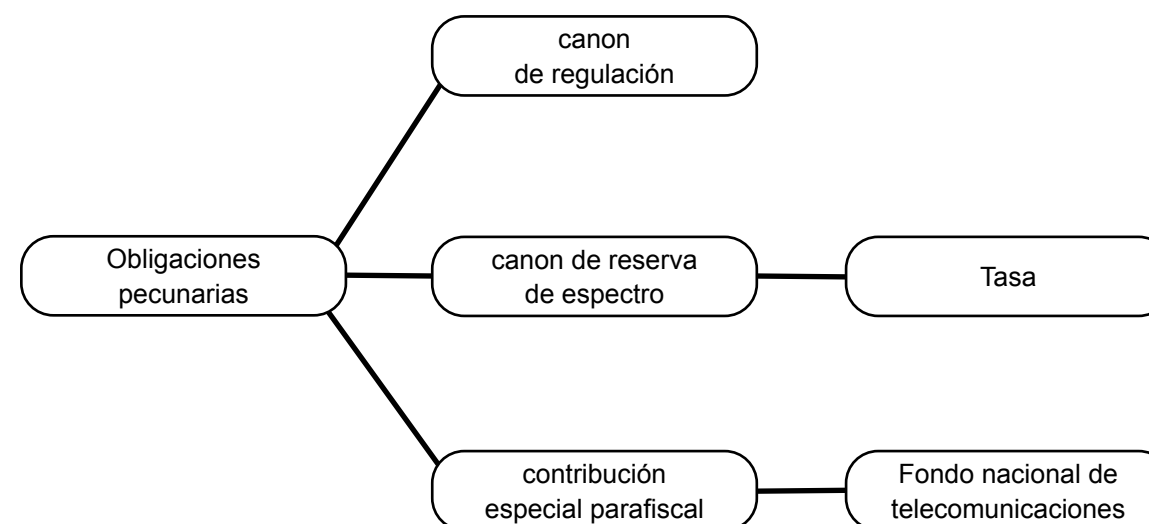 canon
de regulación
Obligaciones
pecunarias
canon de reserva
de espectro
Tasa
contribución
especial parafiscal
Fondo nacional de
telecomunicaciones